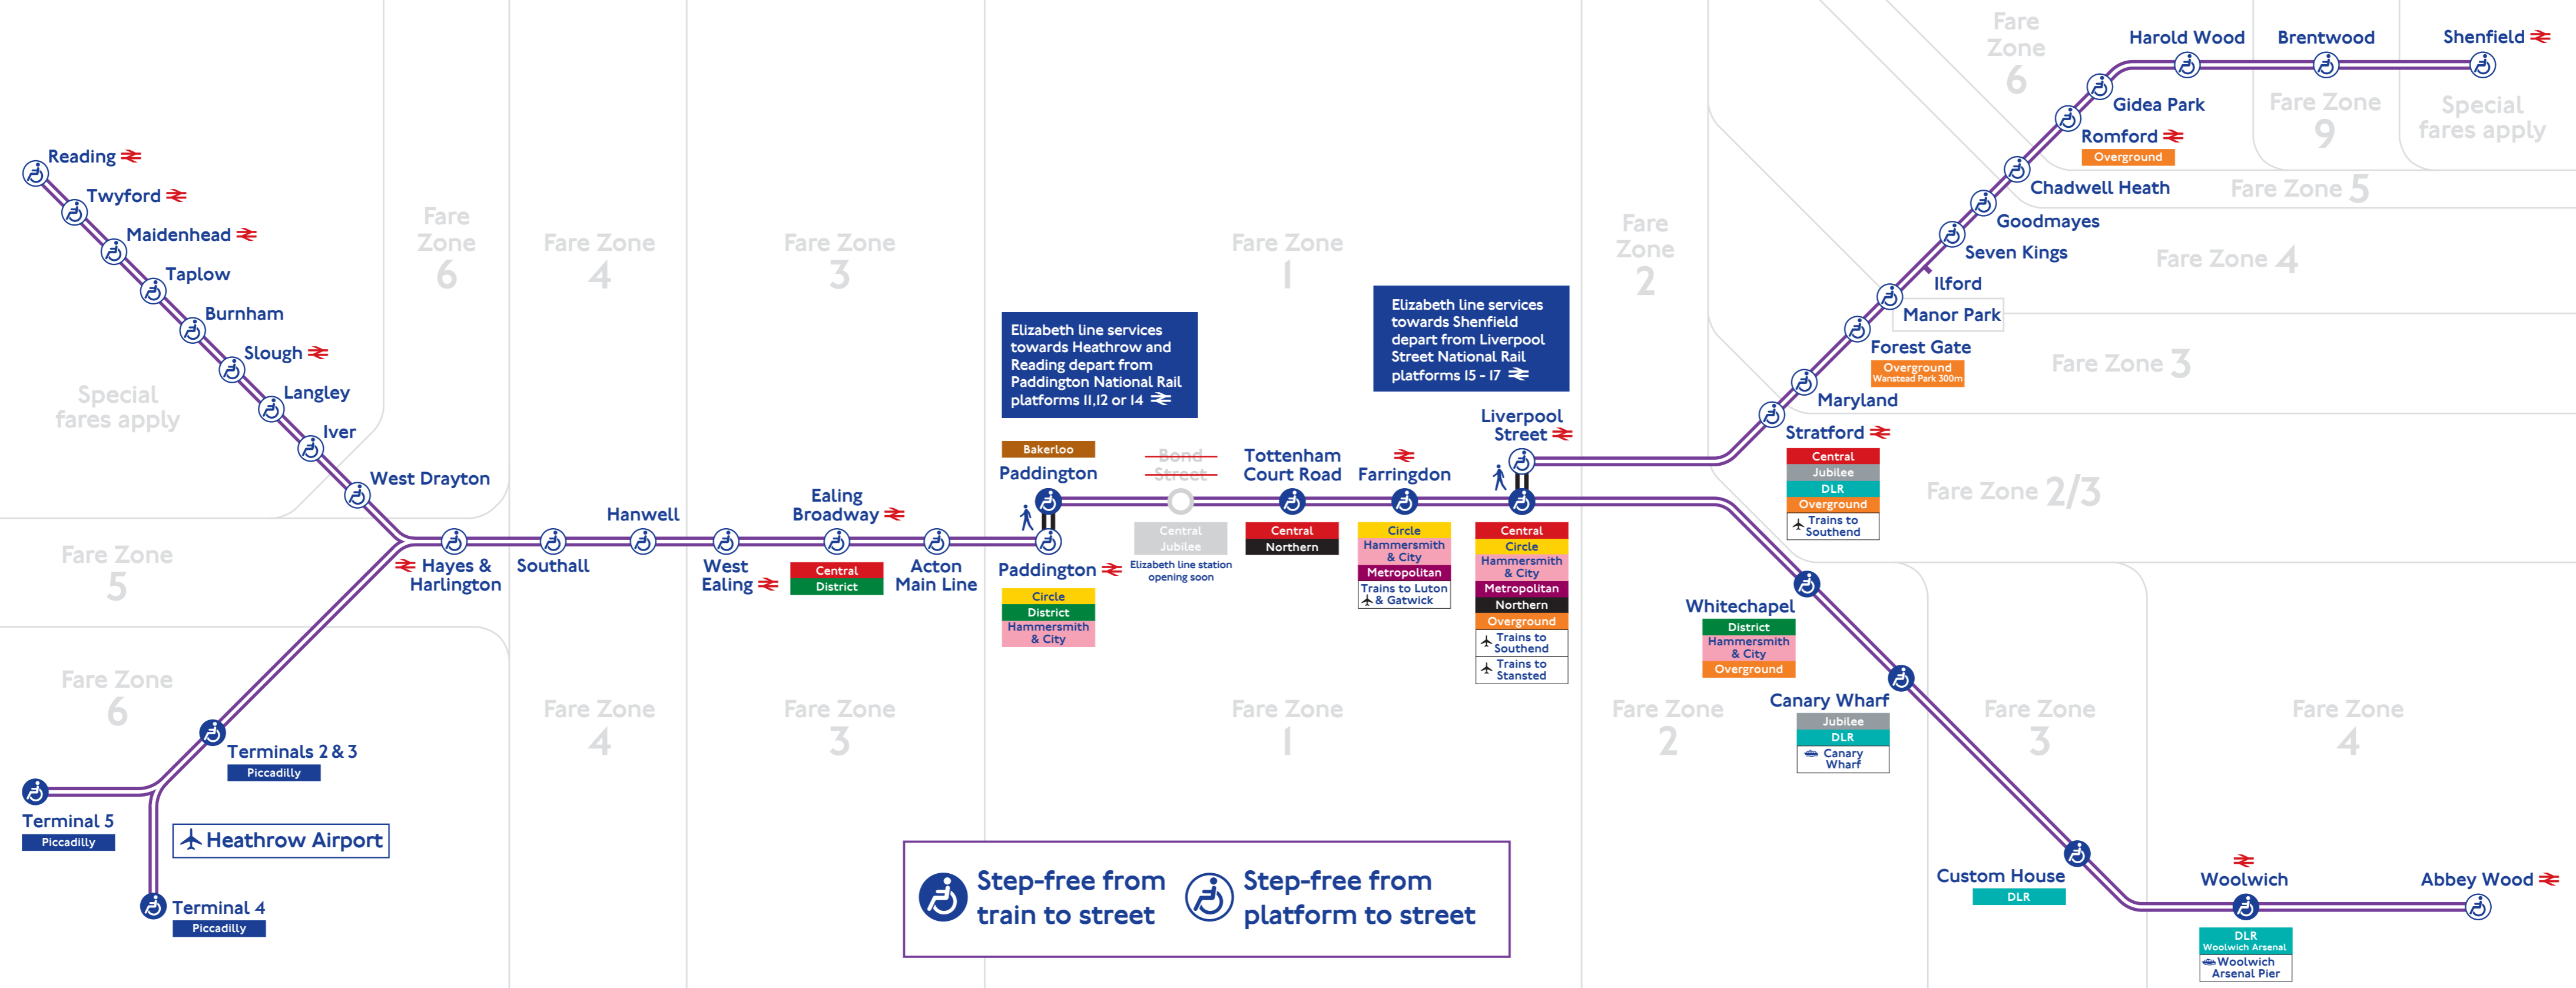 Reading
Twyford
Maidenhead
Taplow
Burnham
Slough
Langley
Iver
West Drayton
Special
fares apply
Fare Zone
5
Fare Zone
6
Terminals 2 & 3
Piccadilly
Terminal 5
Piccadilly
Heathrow Airport
Terminal 4
Piccadilly
Fare
Zone
6
Hayes &
Harlington
Fare Zone
4
Southall
Hanwell
Fare Zone
4
Fare Zone
3
West
Ealing
Ealing
Broadway
Central
District
Acton
Main Line
Fare Zone
3
Fare Zone
1
Elizabeth line services
towards Heathrow and
Reading depart from
Paddington National Rail
platforms 11,12 or 14
Bakerloo
Paddington
Paddington
Circle
District
Hammersmith
& City
Bond
Street
Central
Jubilee
Elizabeth line station
opening soon
Tottenham
Court Road
Central
Northern
Farringdon
Circle
Hammersmith
& City
Metropolitan
Trains to Luton
& Gatwick
Elizabeth line services
towards Shenfield
depart from Liverpool
Street National Rail
platforms 15 - 17
Liverpool
Street
Central
Circle
Hammersmith
& City
Metropolitan
Northern
Overground
Trains to
Southend
Trains to
Stansted
Fare Zone
1
Step-free from
train to street
Step-free from
platform to street
Fare
Zone
2
Fare
Zone
6
Harold Wood
Brentwood
Shenfield
Gidea Park
Fare Zone
9
Special
fares apply
Romford
Overground
Chadwell Heath
Fare Zone 5
Goodmayes
Seven Kings
Fare Zone 4
Ilford
Manor Park
Forest Gate
Overground
Wanstead Park 300m
Fare Zone 3
Maryland
Stratford
Central
Jubilee
DLR
Overground
Trains to
Southend
Fare Zone 2/3
Whitechapel
District
Hammersmith
& City
Overground
Fare Zone
2
Canary Wharf
Jubilee
DLR
Canary
Wharf
Fare Zone
3
Fare Zone
4
Custom House
DLR
Woolwich
DLR
Woolwich Arsenal
Woolwich
Arsenal Pier
Abbey Wood